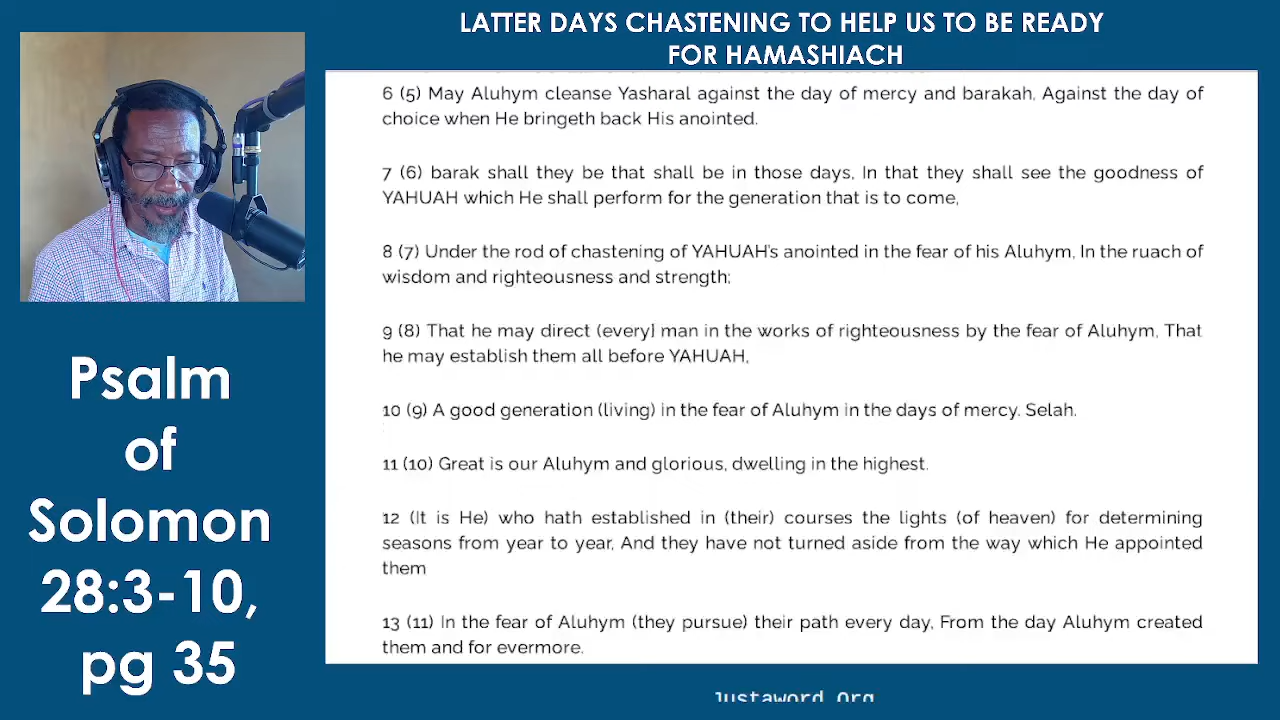 LATTER DAYS CHASTENING TO HELP US TO BE READY
FOR HAMASHIACH
6 (5) May Aluhym cleanse Yasharal against the day of mercy and barakah, Against the day of
choice when He bringeth back His anointed.
7 (6) barak shall they be that shall be in those days, In that they shall see the goodness of
YAHUAH which He shall perform for the generation that is to come,
8 (7) Under the rod of chastening of YAHUAH's anointed in the fear of his Aluhym, In the ruach of
wisdom and righteousness and strength;
9 (8) That he may direct (every] man in the works of righteousness by the fear of Aluhym, That
he may establish them all before YAHUAH,
10 (9) A good generation (living) in the fear of Aluhym in the days of mercy. Selah.
11 (10) Great is our Aluhym and glorious, dwelling in the highest.
12 (It is He) who hath established in (their) courses the lights (of heaven) for determining
seasons from year to year, And they have not turned aside from the way which He appointed
them
13 (11) In the fear of Aluhym (they pursue) their path every day, From the day Aluhym created
them and for evermore.
Psalm
of
Solomon
28:3-10,
pg 35
Justaword.Org